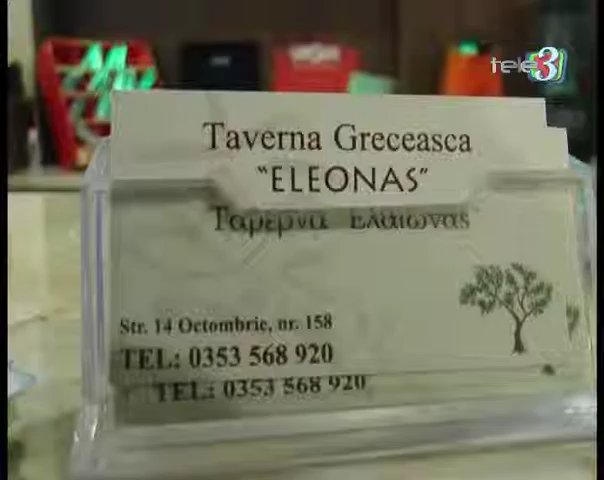 tele3
Taverna Greceasca
"ELEONAS"
Ταβέρνα "Ελαιώνας"
Str. 14 Octombrie, nr. 158
TEL: 0353 568 920
TEL: 0353 568 920